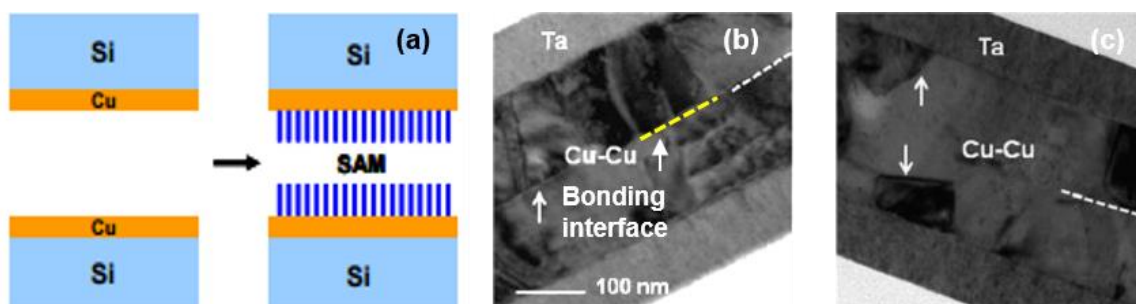 Si
Cu
Cu
Si
(a)
Si
SAM
Si
Ta
(b)
Cu-Cu
Bonding
interface
100 nm
(c)
Ta
Cu-Cu